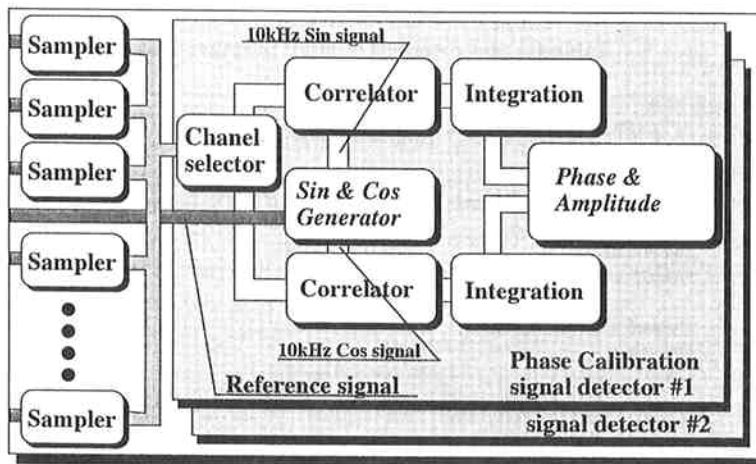 Sampler
Sampler
Sampler
Sampler
Sampler
10kHz Sin signal
Correlator
Integration
Chanel
selector
Sin & Cos
Generator
Phase &
Amplitude
Correlator
Integration
10kHz Cos signal
Reference signal
Phase Calibration
signal detector #1
signal detector #2